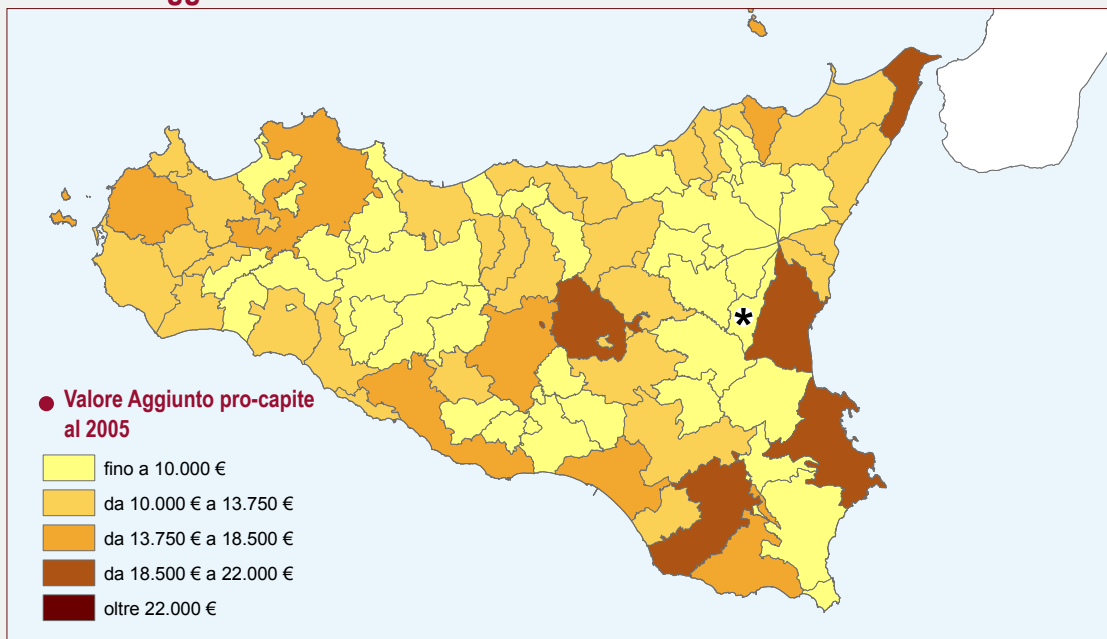 Valore Aggiunto pro-capite
al 2005
fino a 10.000 €
da 10.000 € a 13.750 €
da 13.750 € a 18.500 €
da 18.500 € a 22.000 €
oltre 22.000 €
*